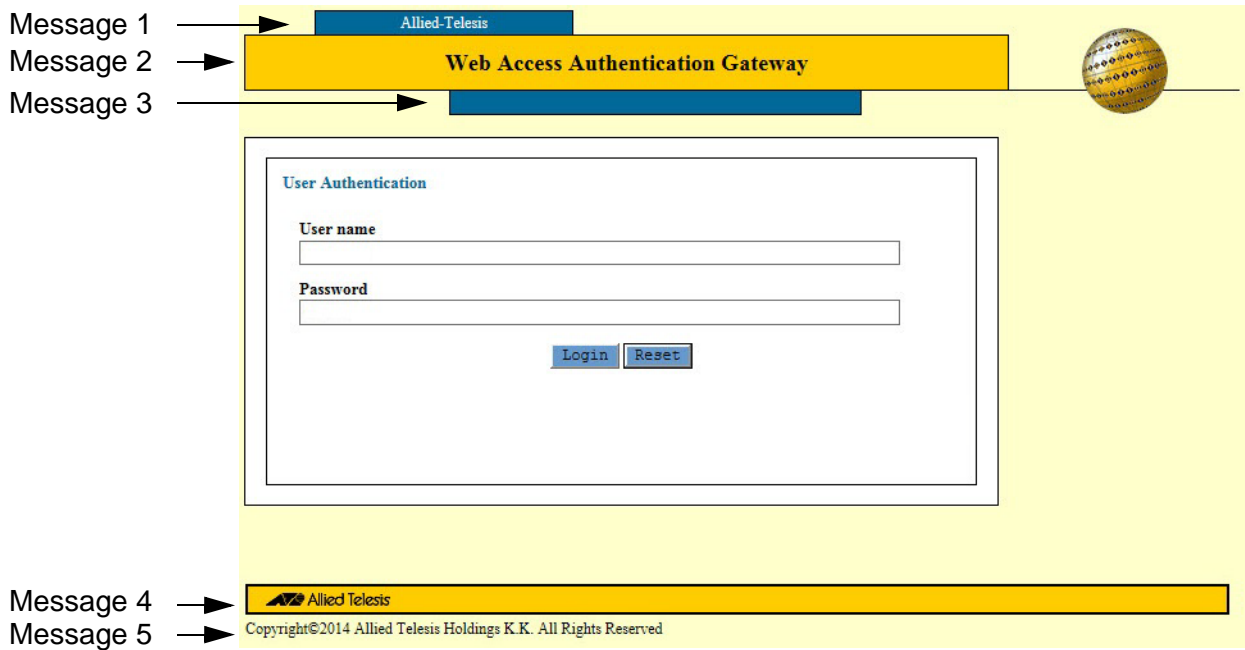 Message 1
Allied-Telesis
Message 2
Web Access Authentication Gateway
Message 3
User Authentication
User name
Password
Login
Reset
Message 4
Allied Telesis
Message 5
Copyright©2014 Allied Telesis Holdings K.K. All Rights Reserved